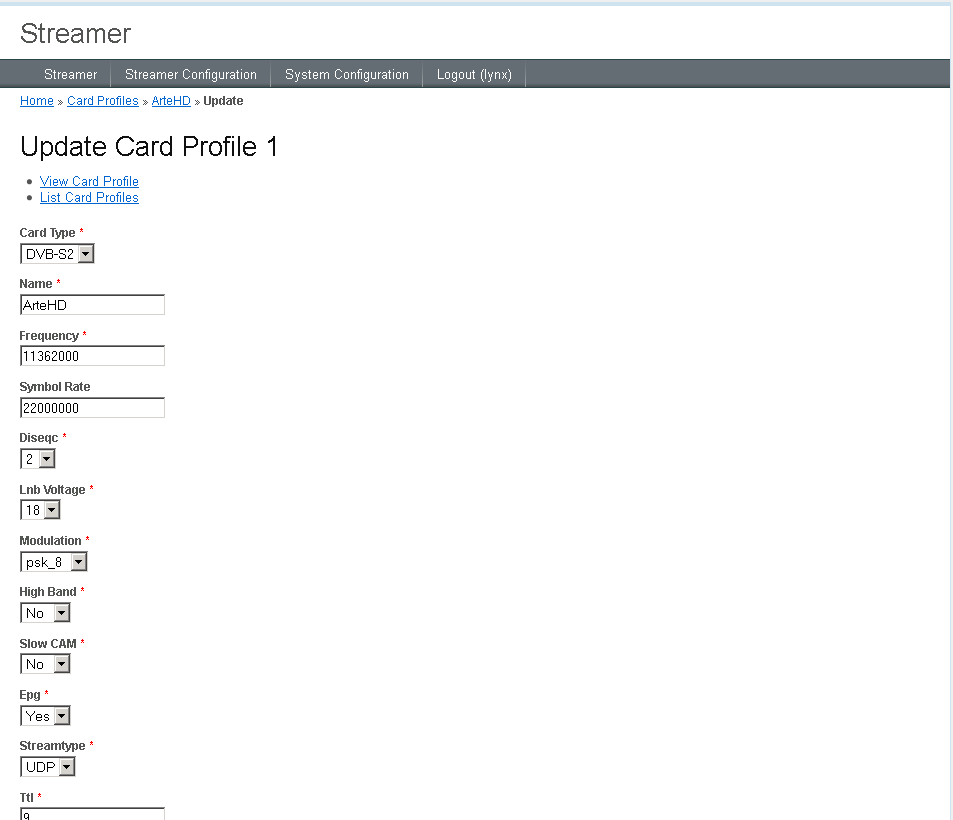 Streamer
Streamer Streamer Configuration System Configuration Logout (lynx)
Home » Card Profiles » ArteHD » Update
Update Card Profile 1
• View Card Profile
• List Card Profiles
Card Type *
DVB-S2
Name *
ArteHD
Frequency *
11362000
Symbol Rate
22000000
Diseqc *
2
Lnb Voltage *
18
Modulation *
psk_8
High Band *
No
Slow CAM *
No
Epg *
Yes
Streamtype *
UDP
Ttl *
9